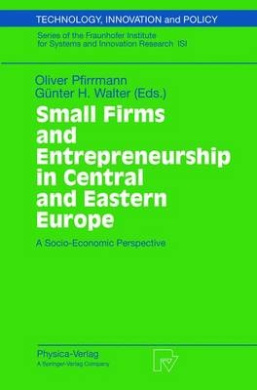 TECHNOLOGY, INNOVATION and POLICY
Series of the Fraunhofer Institute
for Systems and Innovation Research ISI
Oliver Pfirrmann
Günter H. Walter (Eds.)
Small Firms
and
Entrepreneurship
in Central
and Eastern
Europe
A Socio-Economic Perspective
Physica-Verlag
A Springer-Verlag Company